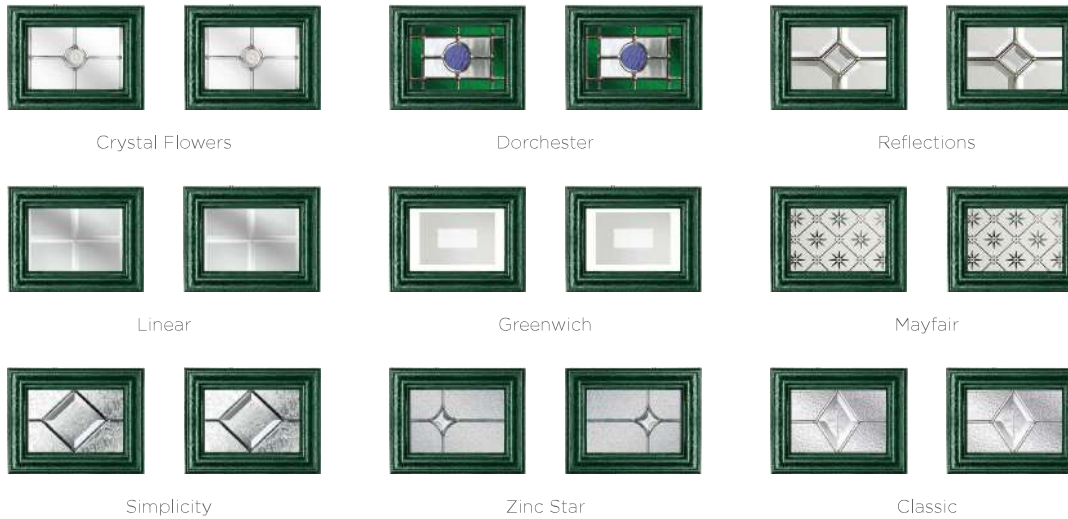 Crystal Flowers
Dorchester
Reflections
Linear
Greenwich
Mayfair
Simplicity
Zinc Star
Classic